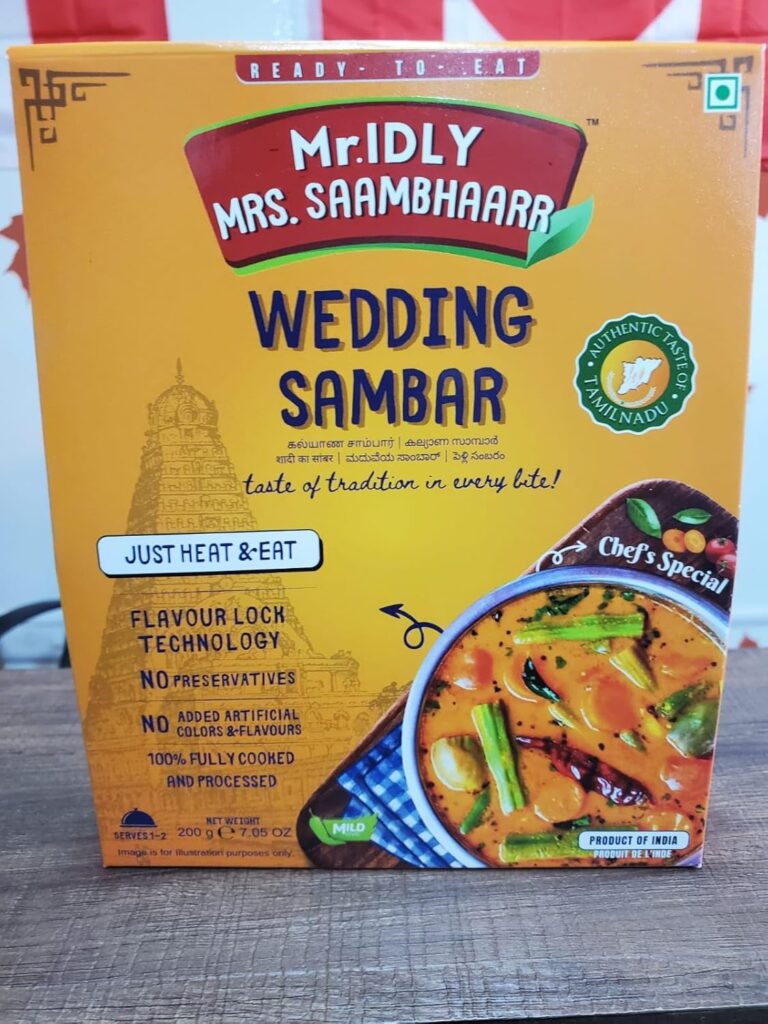 READY - TO - EAT
Mr.IDLY
MRS. SAAMBHAARR
TM
WEDDING
SAMBAR
AUTHENTIC TASTE OF
TAMILNADU
கல்யாண சாம்பார் | കല്യാണ സാമ്പാർ
शादी का सांबर | ಮದುವೆಯ ಸಾಂಬಾರ್ | పెళ్లి సంబరం
taste of tradition in every bite!
JUST HEAT & EAT
Chef's Special
FLAVOUR LOCK
TECHNOLOGY
NO PRESERVATIVES
NO ADDED ARTIFICIAL
COLORS & FLAVOURS
100% FULLY COOKED
AND PROCESSED
SERVES 1-2
NET WEIGHT
200 g ℮ 7.05 OZ
MILD
PRODUCT OF INDIA
PRODUIT DE L'INDE
Image is for illustration purposes only.